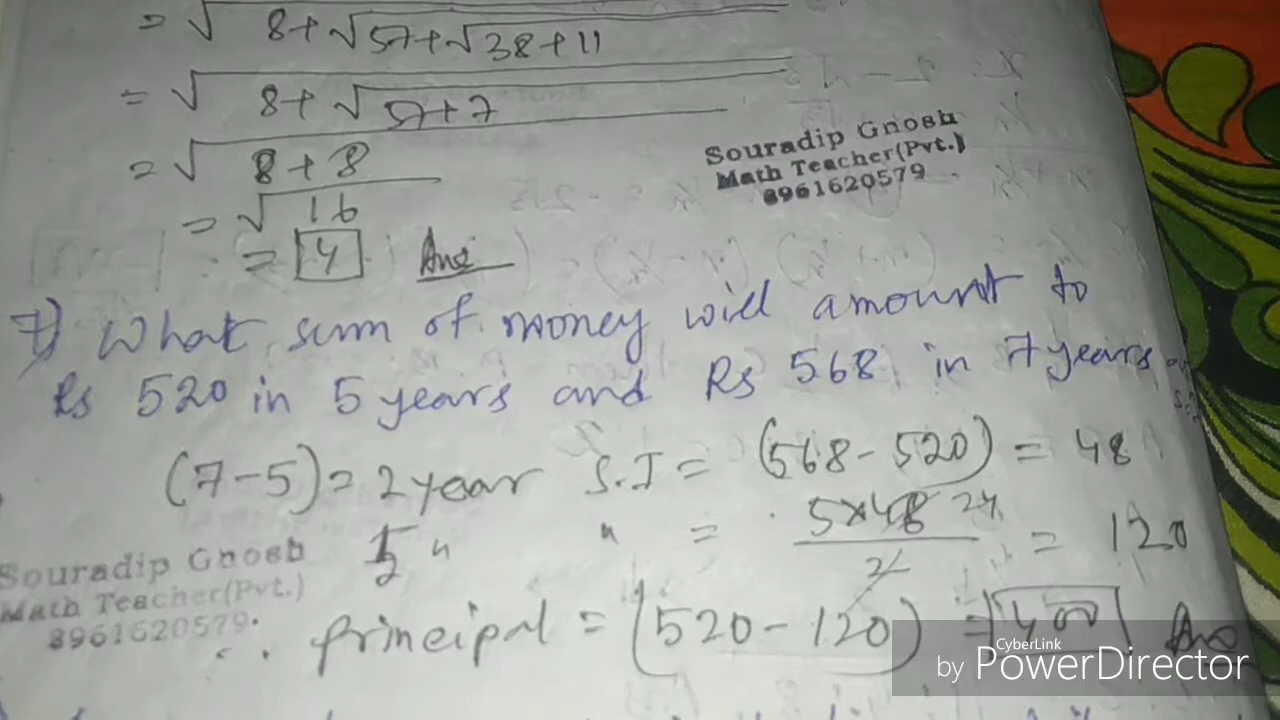 = √8+√57+√38+11
= √8+√57+7
= √8+8
= √16
= 4 Ans
Souradip Ghosh
Math Teacher(Pvt.)
8961620579
7) What sum of money will amount to
Rs 520 in 5 years and Rs 568 in 7 years
(7-5)=2 year S.I = (568-520) = 48
5 " " = 5×48 24 / 2 = 120
Souradip Ghosh
Math Teacher(Pvt.)
8961620579.
∴ principal = (520-120) = 400 Ans
CyberLink
by PowerDirector